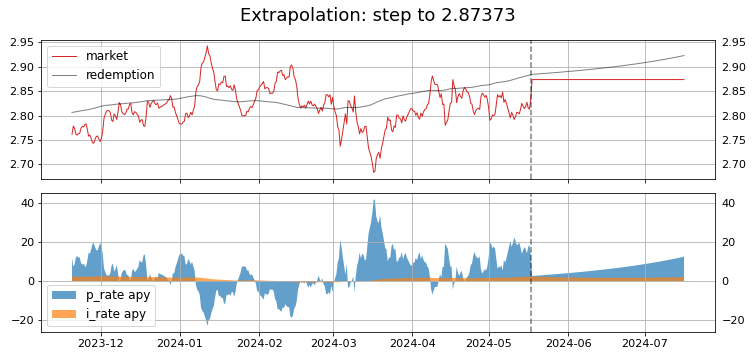 Extrapolation: step to 2.87373
2.95 2.95
2.90 2.90
2.85 2.85
2.80 2.80
2.75 2.75
2.70 2.70
market
redemption
40 40
20 20
0 0
−20 −20
p_rate apy
i_rate apy
2023-12 2024-01 2024-02 2024-03 2024-04 2024-05 2024-06 2024-07